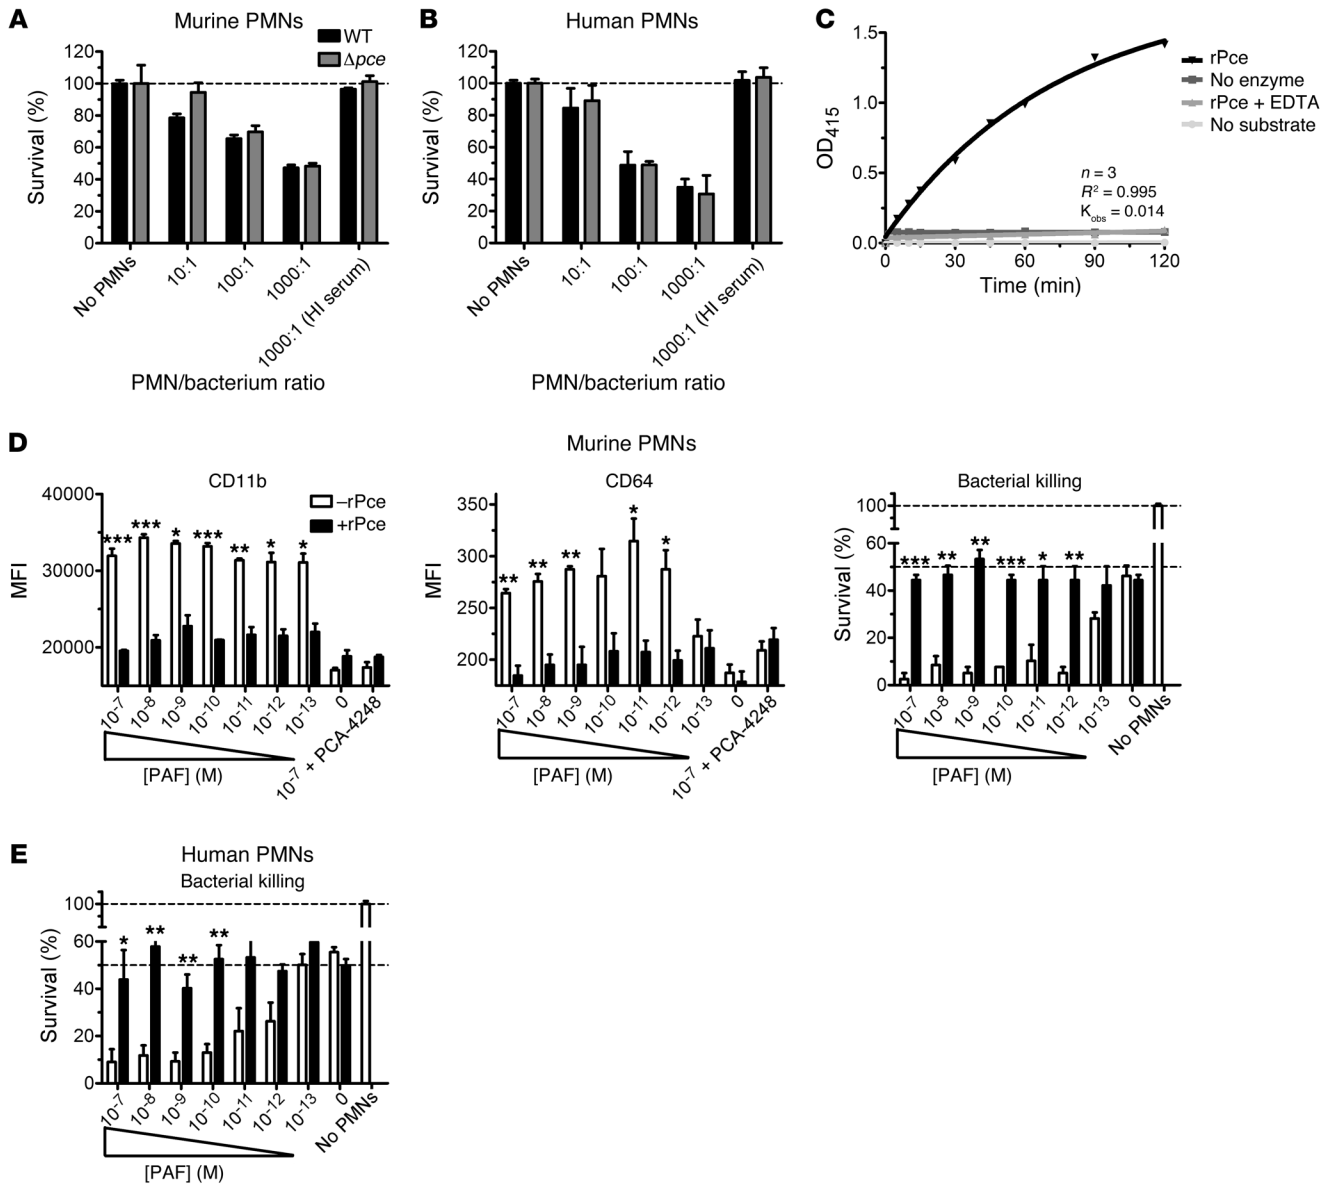 A
Murine PMNs
WT
Δpce
Survival (%)
120
100
80
60
40
20
0
No PMNs
10:1
100:1
1000:1
1000:1 (HI serum)
PMN/bacterium ratio
B
Human PMNs
Survival (%)
120
100
80
60
40
20
0
No PMNs
10:1
100:1
1000:1
1000:1 (HI serum)
PMN/bacterium ratio
C
OD415
1.5
1.0
0.5
0.0
0
30
60
90
120
Time (min)
n = 3
R² = 0.995
Kobs = 0.014
rPce
No enzyme
rPce + EDTA
No substrate
D
Murine PMNs
CD11b
–rPce
+rPce
MFI
40000
30000
20000
***
***
*
***
**
*
*
10-7
10-8
10-9
10-10
10-11
10-12
10-13
0
10-7 + PCA-4248
[PAF] (M)
CD64
MFI
350
300
250
200
**
**
**
*
*
10-7
10-8
10-9
10-10
10-11
10-12
10-13
0
10-7 + PCA-4248
[PAF] (M)
Bacterial killing
Survival (%)
100
60
40
20
0
***
**
**
***
*
**
10-7
10-8
10-9
10-10
10-11
10-12
10-13
0
No PMNs
[PAF] (M)
E
Human PMNs
Bacterial killing
Survival (%)
100
60
40
20
0
*
**
**
**
10-7
10-8
10-9
10-10
10-11
10-12
10-13
0
No PMNs
[PAF] (M)